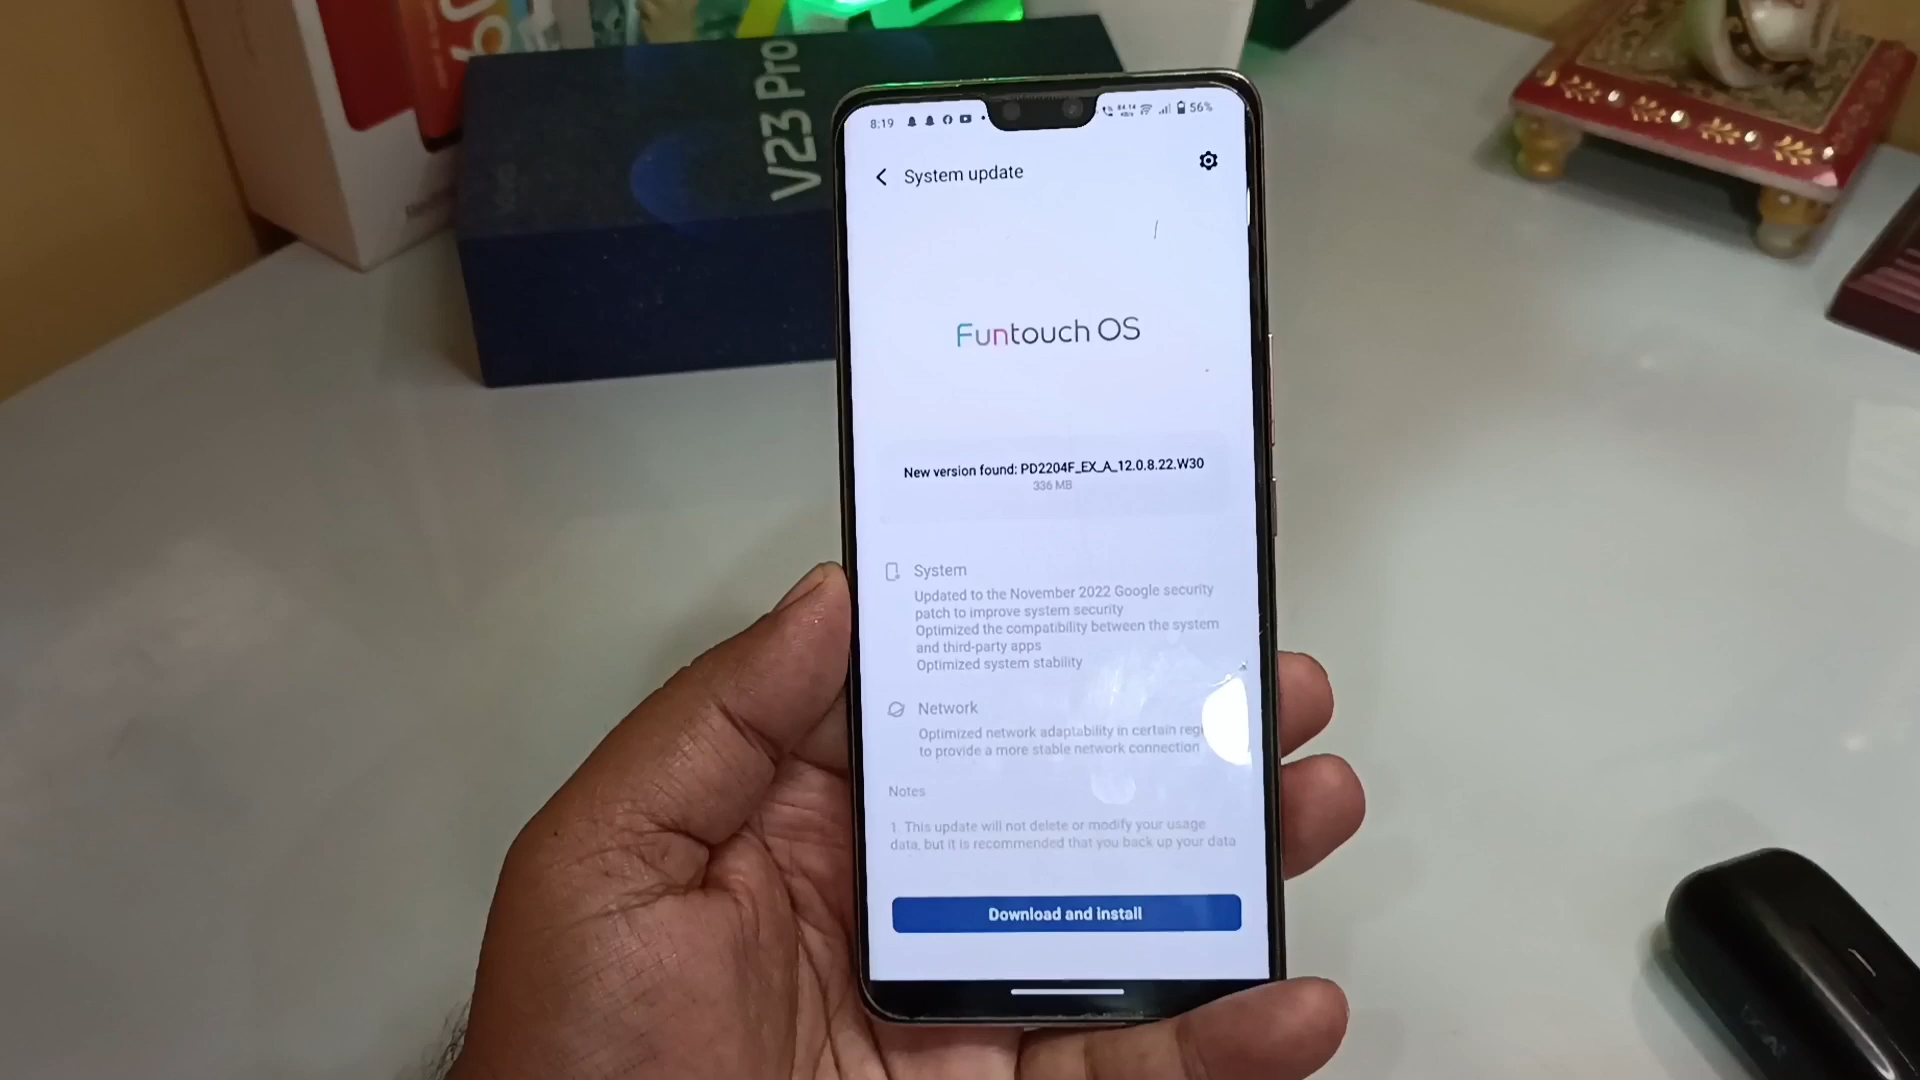 V23 Pro
8:19
56%
System update
Funtouch OS
New version found: PD2204F_EX_A_12.0.8.22.W30
336 MB
System
Updated to the November 2022 Google security
patch to improve system security
Optimized the compatibility between the system
and third-party apps
Optimized system stability
Network
Optimized network adaptability in certain
to provide a more stable network connection
Notes
1. This update will not delete or modify your usage
data, but it is recommended that you back up your data
Download and install